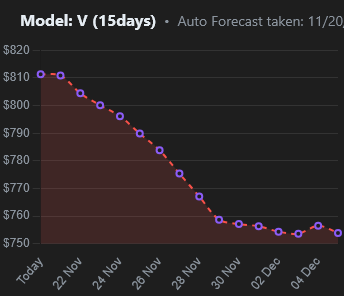 Model: V (15days) • Auto Forecast taken: 11/20/
$820
$810
$800
$790
$780
$770
$760
$750
Today
22 Nov
24 Nov
26 Nov
28 Nov
30 Nov
02 Dec
04 Dec